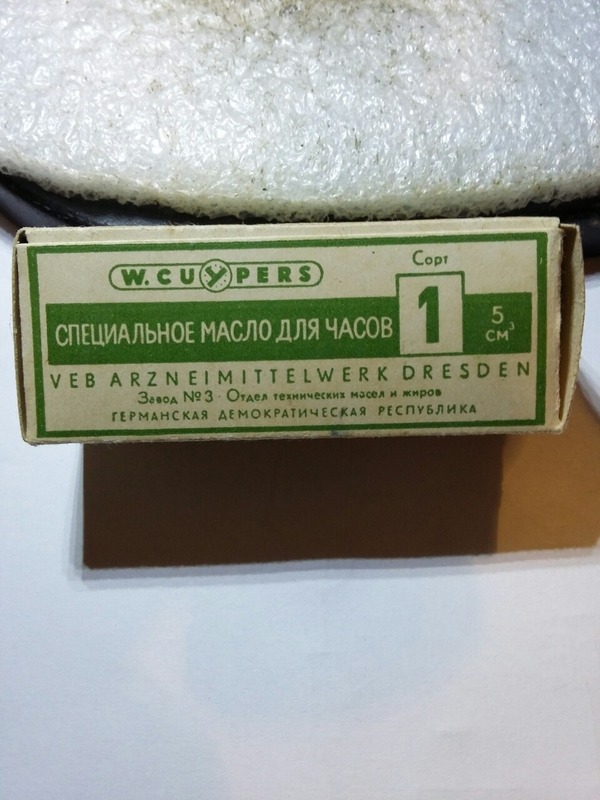 W. CUYPERS
Сорт
1
5
см³
СПЕЦИАЛЬНОЕ МАСЛО ДЛЯ ЧАСОВ
VEB ARZNEIMITTELWERK DRESDEN
Завод №3 · Отдел технических масел и жиров
ГЕРМАНСКАЯ ДЕМОКРАТИЧЕСКАЯ РЕСПУБЛИКА